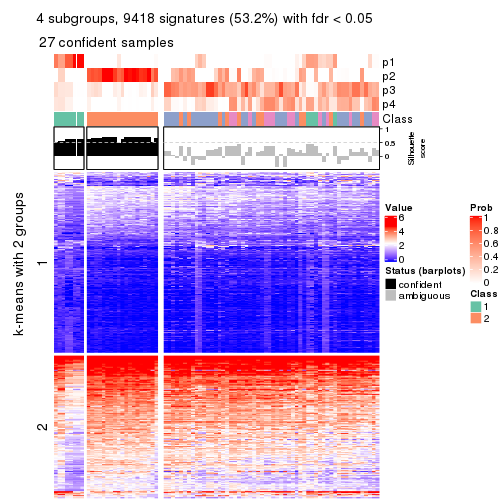 4 subgroups, 9418 signatures (53.2%) with fdr < 0.05
27 confident samples
p1
p2
p3
p4
Class
1
0.5
0
Silhouette
score
k-means with 2 groups
1
2
Value
6
4
2
0
Status (barplots)
confident
ambiguous
Prob
1
0.8
0.6
0.4
0.2
0
Class
1
2